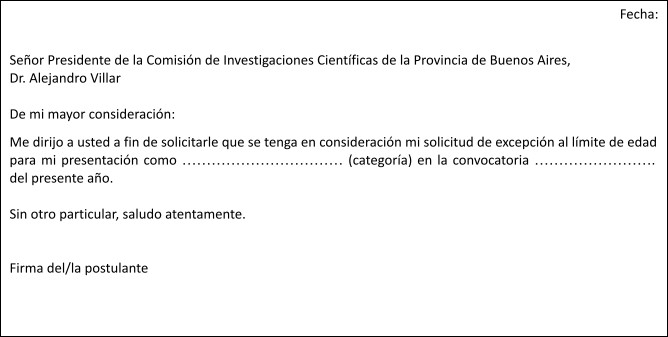 Fecha:
Señor Presidente de la Comisión de Investigaciones Científicas de la Provincia de Buenos Aires,
Dr. Alejandro Villar
De mi mayor consideración:
Me dirijo a usted a fin de solicitarle que se tenga en consideración mi solicitud de excepción al límite de edad
para mi presentación como …………………………… (categoría) en la convocatoria …………………….
del presente año.
Sin otro particular, saludo atentamente.
Firma del/la postulante